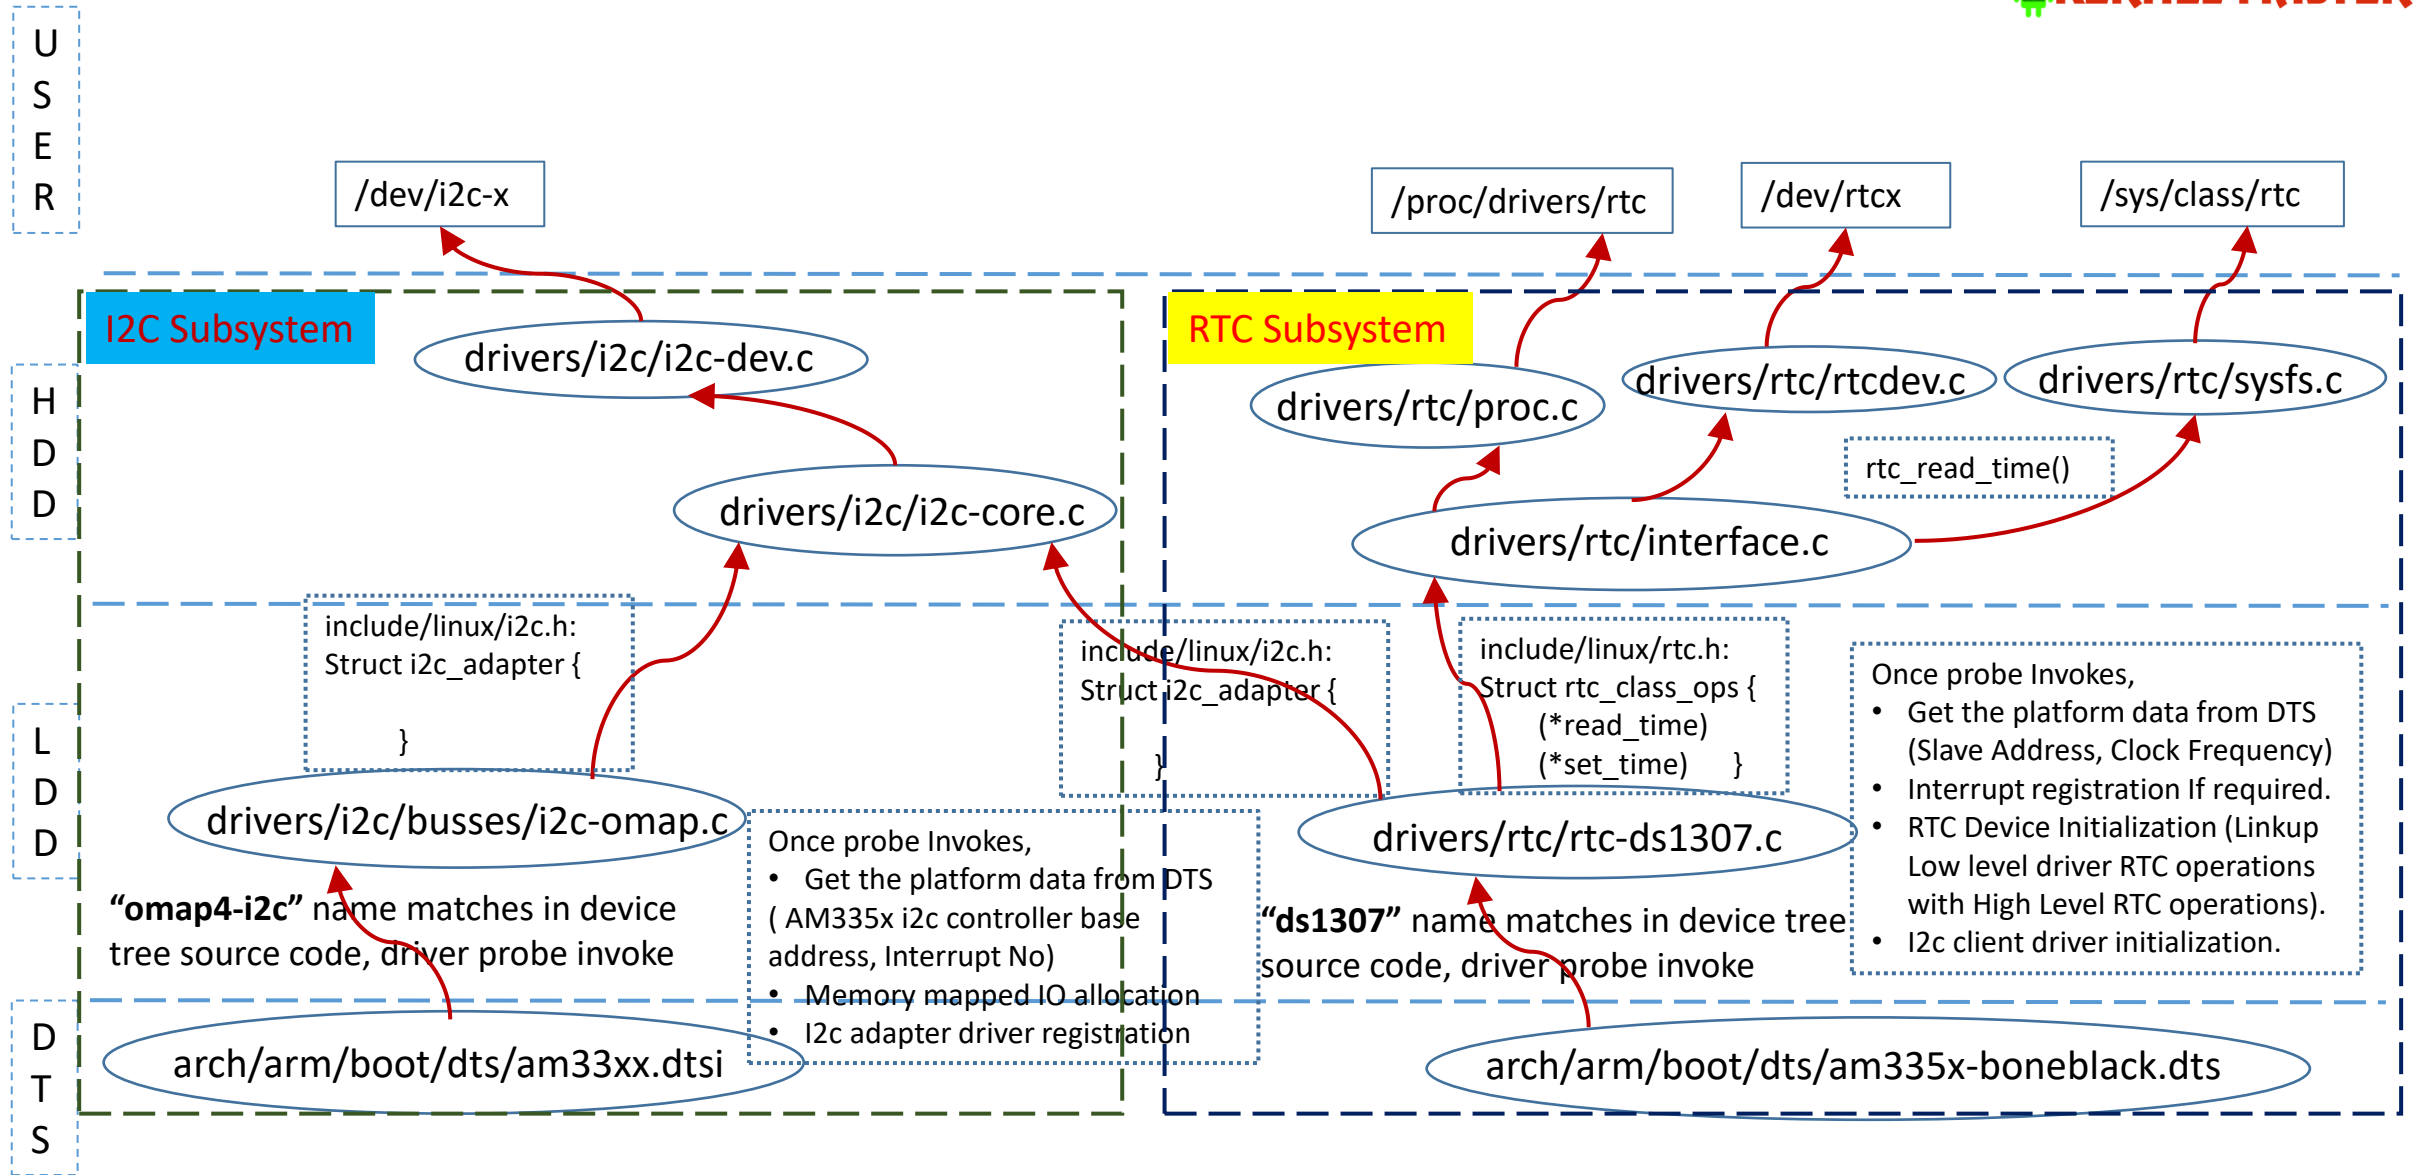 U
S
E
R
/dev/i2c-x
/proc/drivers/rtc
/dev/rtcx
/sys/class/rtc
I2C Subsystem
RTC Subsystem
H
D
D
drivers/i2c/i2c-dev.c
drivers/rtc/proc.c
drivers/rtc/rtcdev.c
drivers/rtc/sysfs.c
rtc_read_time()
drivers/i2c/i2c-core.c
drivers/rtc/interface.c
L
D
D
include/linux/i2c.h:
Struct i2c_adapter {
}
include/linux/i2c.h:
Struct i2c_adapter {
}
include/linux/rtc.h:
Struct rtc_class_ops {
(*read_time)
(*set_time) }
Once probe Invokes,
• Get the platform data from DTS
(Slave Address, Clock Frequency)
• Interrupt registration If required.
• RTC Device Initialization (Linkup
Low level driver RTC operations
with High Level RTC operations).
• I2c client driver initialization.
drivers/i2c/busses/i2c-omap.c
drivers/rtc/rtc-ds1307.c
“omap4-i2c” name matches in device
tree source code, driver probe invoke
Once probe Invokes,
• Get the platform data from DTS
( AM335x i2c controller base
address, Interrupt No)
• Memory mapped IO allocation
• I2c adapter driver registration
“ds1307” name matches in device tree
source code, driver probe invoke
D
T
S
arch/arm/boot/dts/am33xx.dtsi
arch/arm/boot/dts/am335x-boneblack.dts